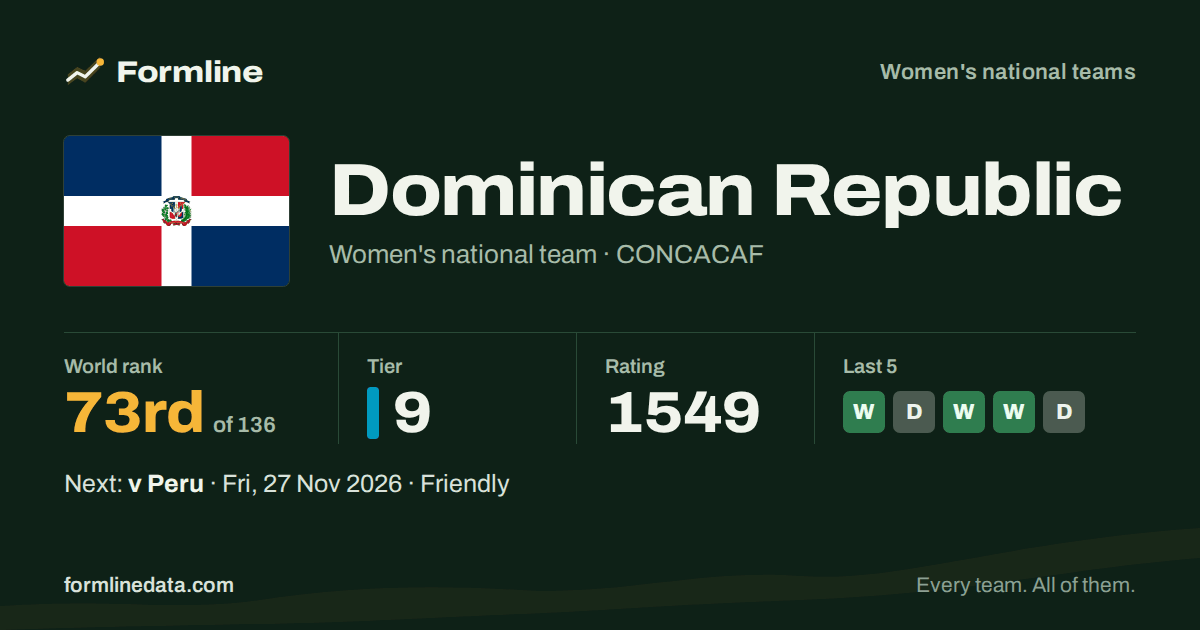 Formline
Women's national teams
Dominican Republic
Women's national team · CONCACAF
World rank
73rd of 136
Tier
9
Rating
1549
Last 5
W D W W D
Next: v Peru · Fri, 27 Nov 2026 · Friendly
formlinedata.com
Every team. All of them.